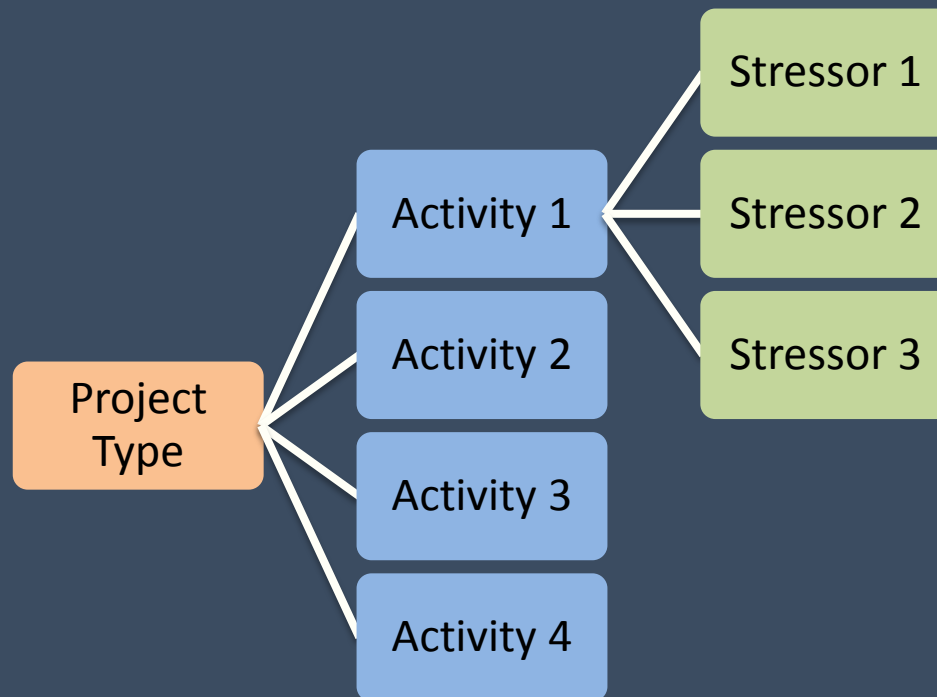 Project
Type
Activity 1
Activity 2
Activity 3
Activity 4
Stressor 1
Stressor 2
Stressor 3